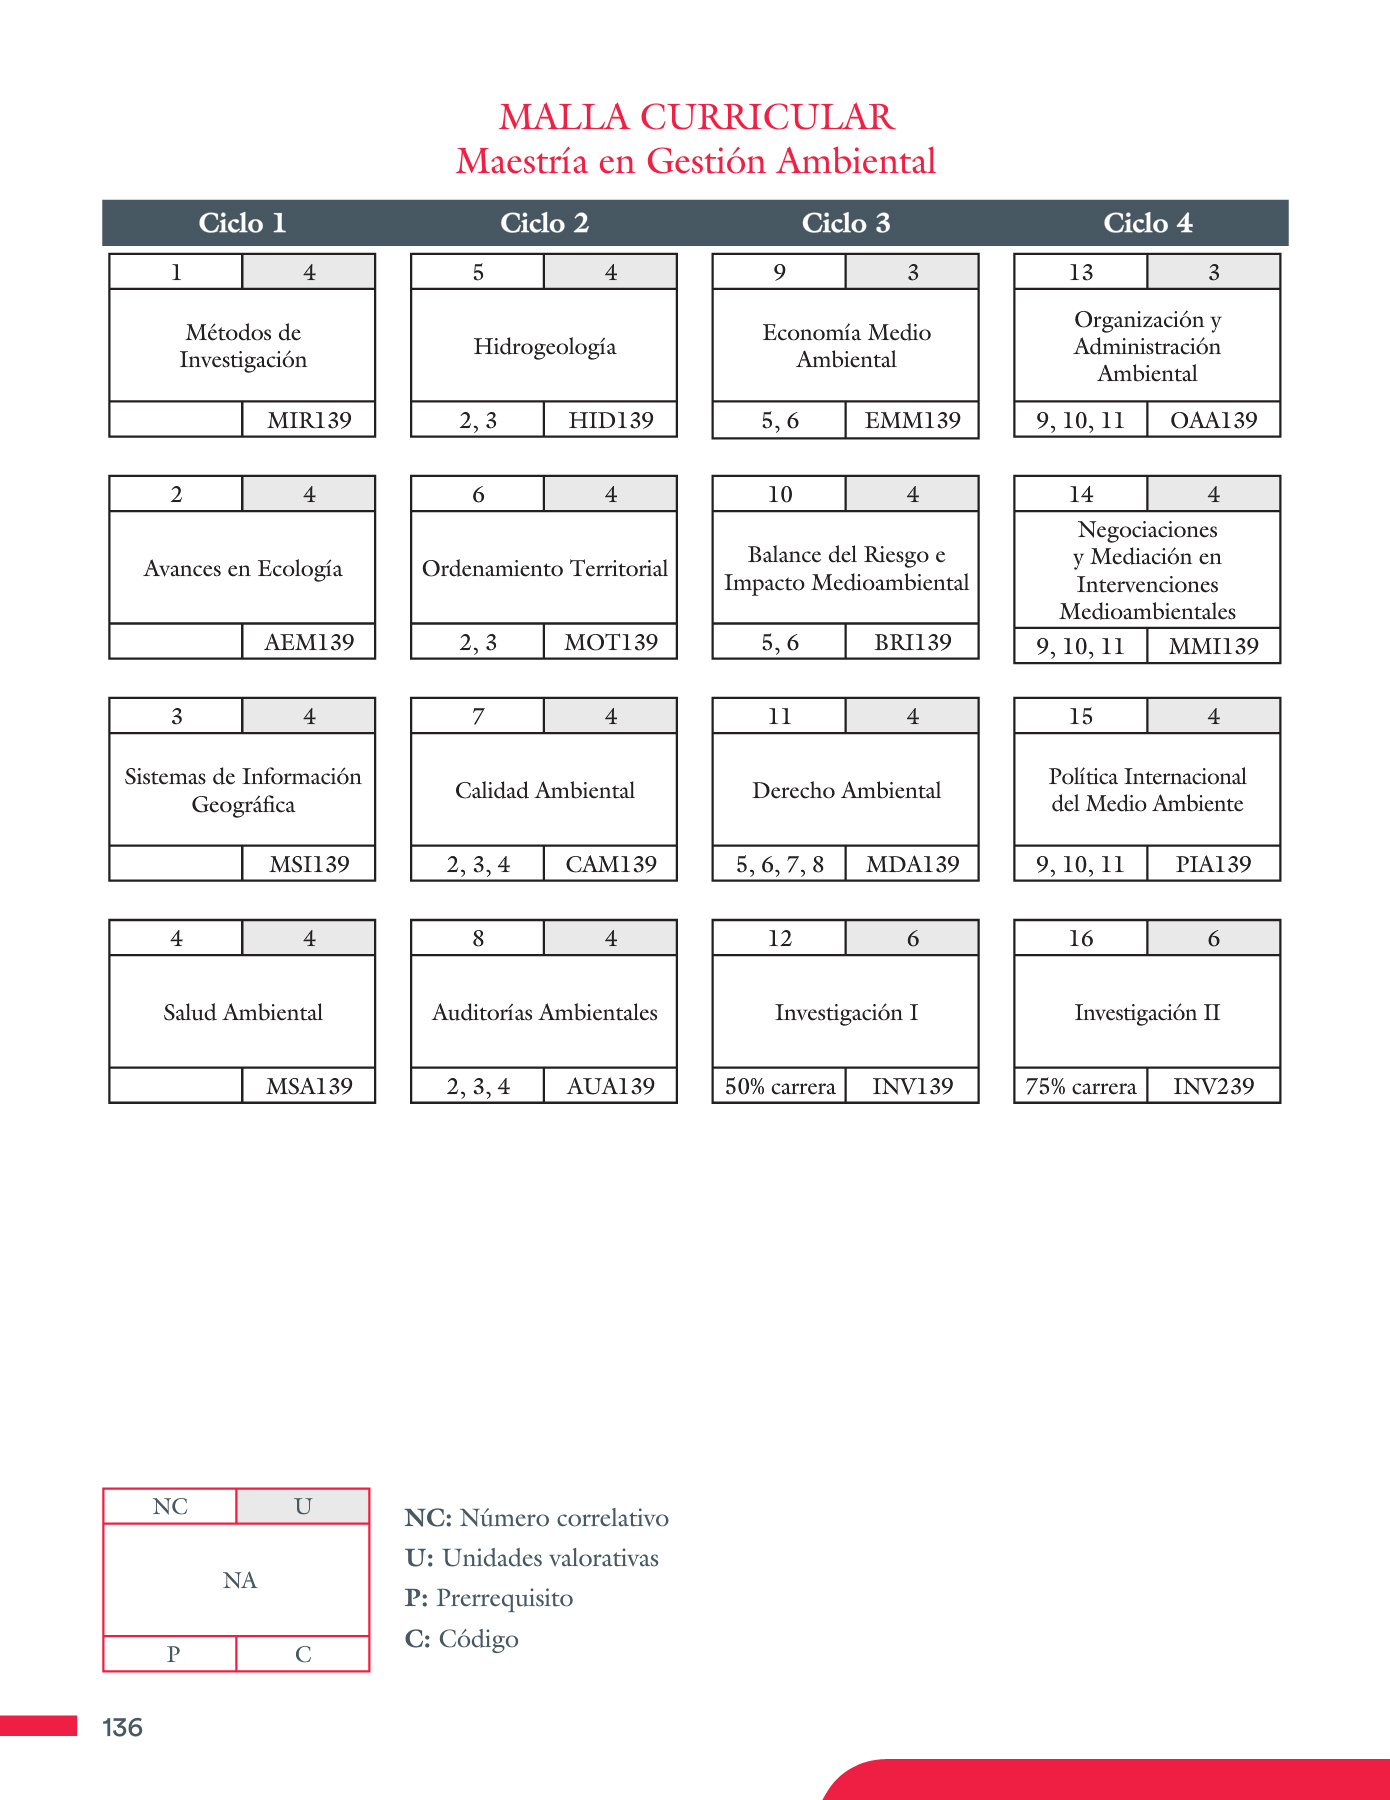 MALLA CURRICULAR
Maestría en Gestión Ambiental
Ciclo 1 Ciclo 2 Ciclo 3 Ciclo 4
1 4
Métodos de
Investigación
MIR139
5 4
Hidrogeología
2, 3 HID139
9 3
Economía Medio
Ambiental
5, 6 EMM139
13 3
Organización y
Administración
Ambiental
9, 10, 11 OAA139
2 4
Avances en Ecología
AEM139
6 4
Ordenamiento Territorial
2, 3 MOT139
10 4
Balance del Riesgo e
Impacto Medioambiental
5, 6 BRI139
14 4
Negociaciones
y Mediación en
Intervenciones
Medioambientales
9, 10, 11 MMI139
3 4
Sistemas de Información
Geográfica
MSI139
7 4
Calidad Ambiental
2, 3, 4 CAM139
11 4
Derecho Ambiental
5, 6, 7, 8 MDA139
15 4
Política Internacional
del Medio Ambiente
9, 10, 11 PIA139
4 4
Salud Ambiental
MSA139
8 4
Auditorías Ambientales
2, 3, 4 AUA139
12 6
Investigación I
50% carrera INV139
16 6
Investigación II
75% carrera INV239
NC U
NA
P C
NC: Número correlativo
U: Unidades valorativas
P: Prerrequisito
C: Código
136